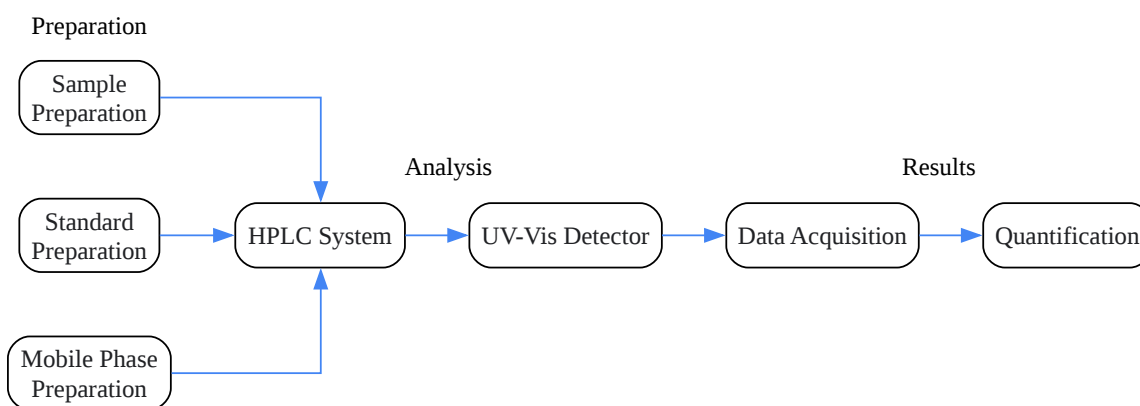 Preparation
Sample
Preparation
Analysis
Results
Standard
Preparation
HPLC System
UV-Vis Detector
Data Acquisition
Quantification
Mobile Phase
Preparation